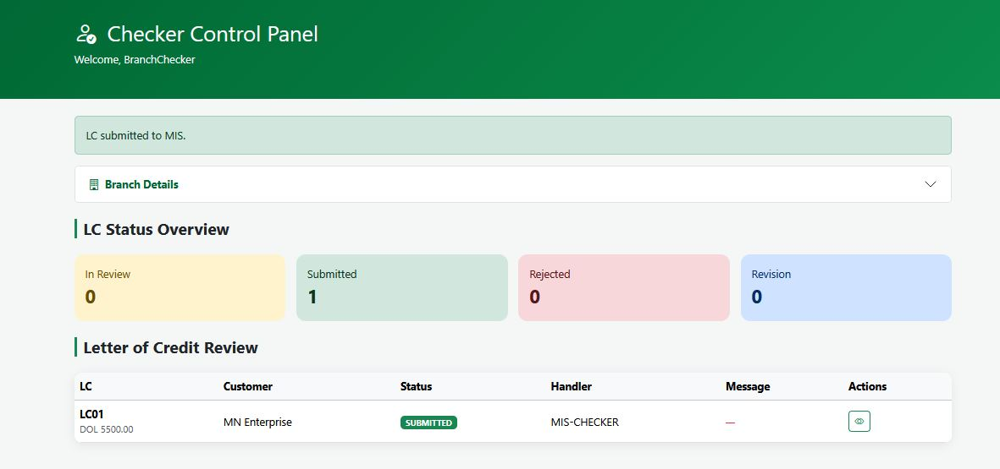 Checker Control Panel
Welcome, BranchChecker
LC submitted to MIS.
Branch Details
LC Status Overview
In Review
0
Submitted
1
Rejected
0
Revision
0
Letter of Credit Review
LC Customer Status Handler Message Actions
LC01
DOL 5500.00
MN Enterprise SUBMITTED MIS-CHECKER —